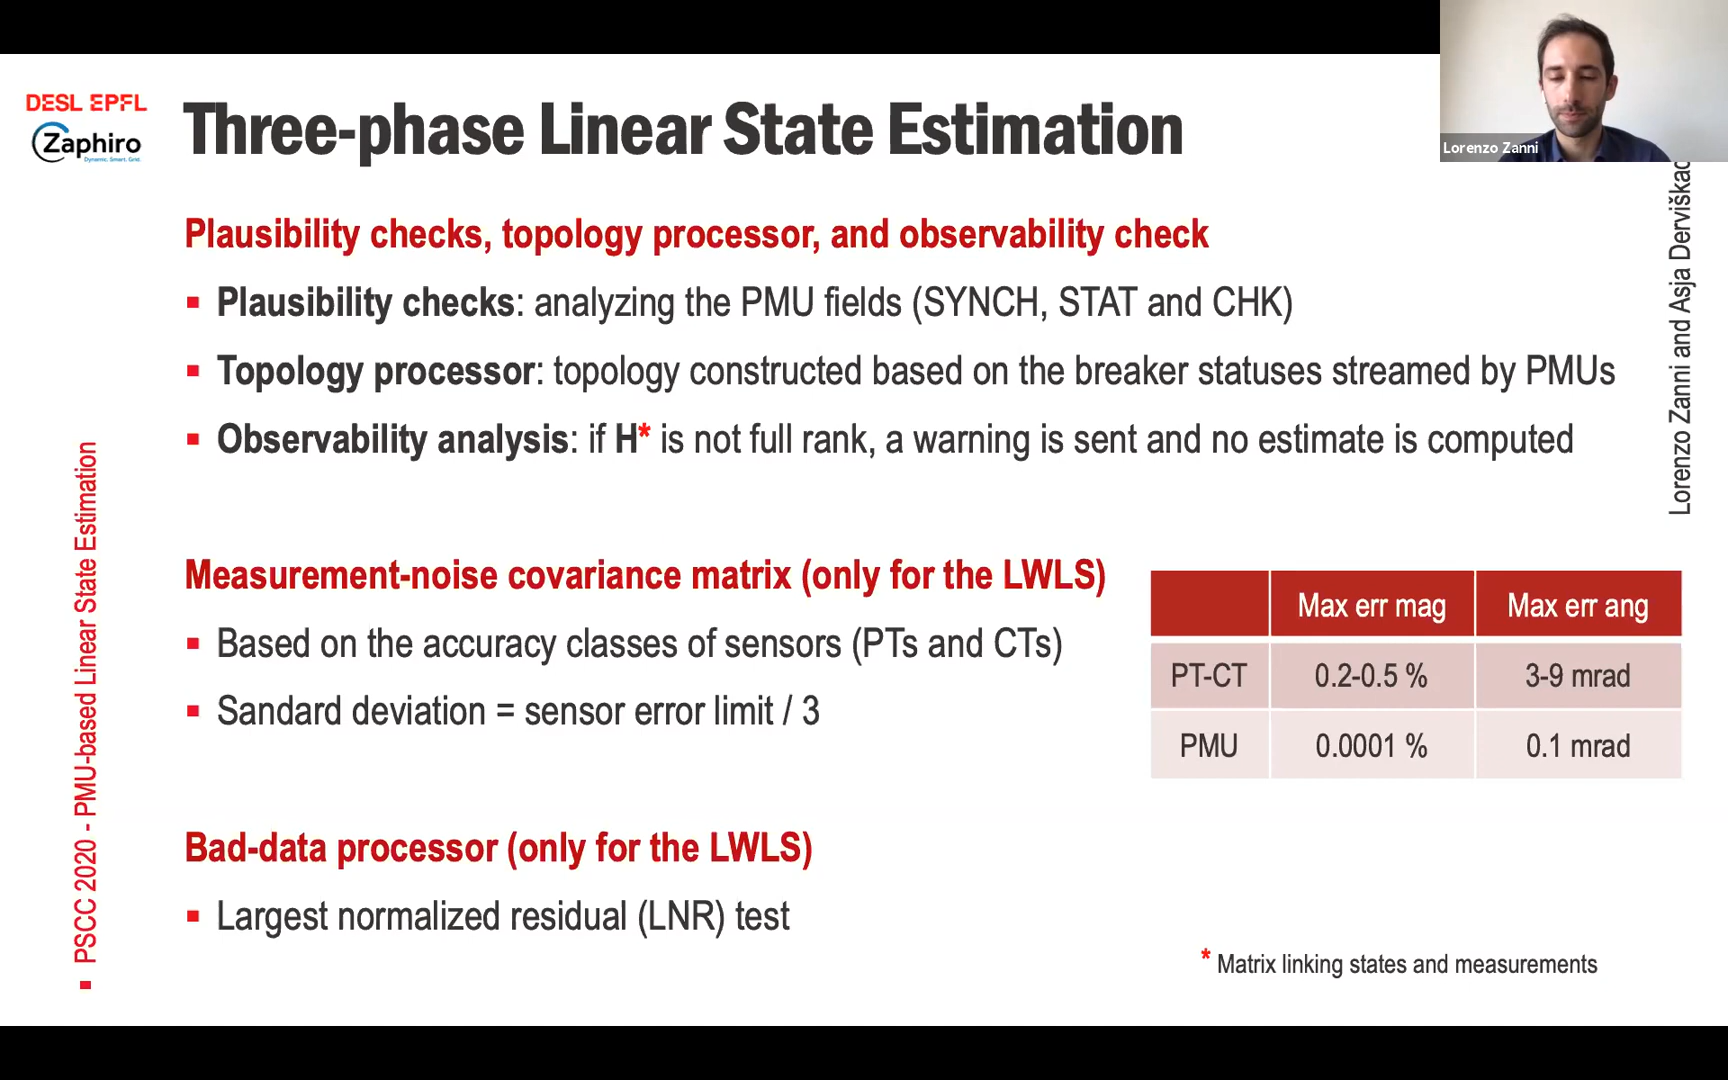 DESL EPFL
Zaphiro
Dynamic. Smart. Grid.
Three-phase Linear State Estimation
Lorenzo Zanni
Plausibility checks, topology processor, and observability check
▪ Plausibility checks: analyzing the PMU fields (SYNCH, STAT and CHK)
▪ Topology processor: topology constructed based on the breaker statuses streamed by PMUs
▪ Observability analysis: if H* is not full rank, a warning is sent and no estimate is computed
Measurement-noise covariance matrix (only for the LWLS)
▪ Based on the accuracy classes of sensors (PTs and CTs)
▪ Sandard deviation = sensor error limit / 3
Max err mag Max err ang
PT-CT 0.2-0.5 % 3-9 mrad
PMU 0.0001 % 0.1 mrad
Bad-data processor (only for the LWLS)
▪ Largest normalized residual (LNR) test
* Matrix linking states and measurements
▪ PSCC 2020 - PMU-based Linear State Estimation
Lorenzo Zanni and Asja Derviškad